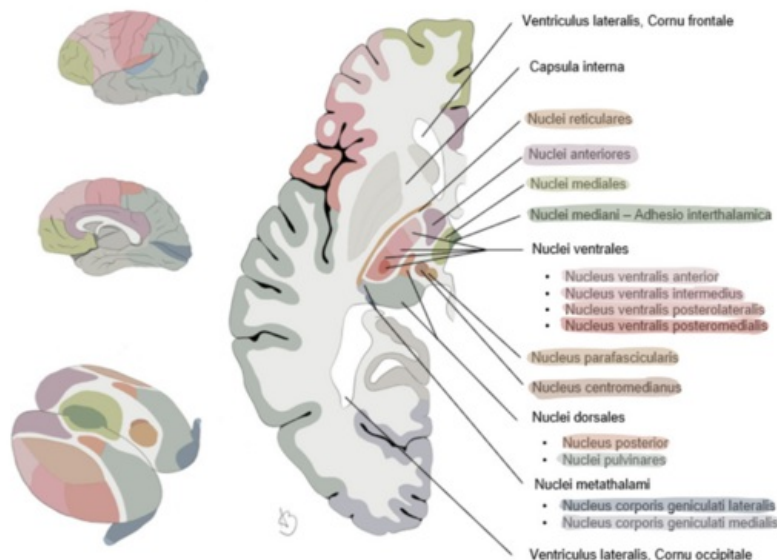 Ventriculus lateralis, Cornu frontale
Capsula interna
Nuclei reticulares
Nuclei anteriores
Nuclei mediales
Nuclei mediani – Adhesio interthalamica
Nuclei ventrales
• Nucleus ventralis anterior
• Nucleus ventralis intermedius
• Nucleus ventralis posterolateralis
• Nucleus ventralis posteromedialis
Nucleus parafascicularis
Nucleus centromedianus
Nuclei dorsales
• Nucleus posterior
• Nuclei pulvinares
Nuclei metathalami
• Nucleus corporis geniculati lateralis
• Nucleus corporis geniculati medialis
Ventriculus lateralis, Cornu occipitale